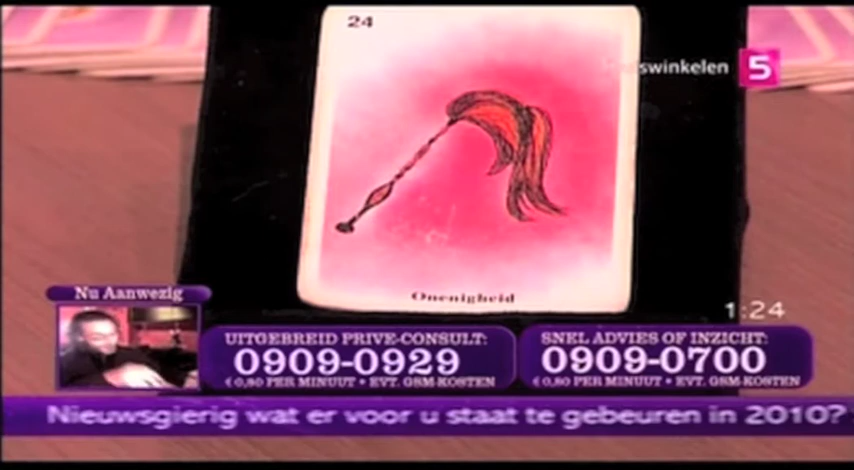 24
swinkelen 5
Onenigheid
1:24
Nu Aanwezig
UITGEBREID PRIVE-CONSULT:
0909-0929
€ 0,80 PER MINUUT + EVT. GSM-KOSTEN
SNEL ADVIES OF INZICHT:
0909-0700
€ 0,80 PER MINUUT + EVT. GSM-KOSTEN
Nieuwsgierig wat er voor u staat te gebeuren in 2010?